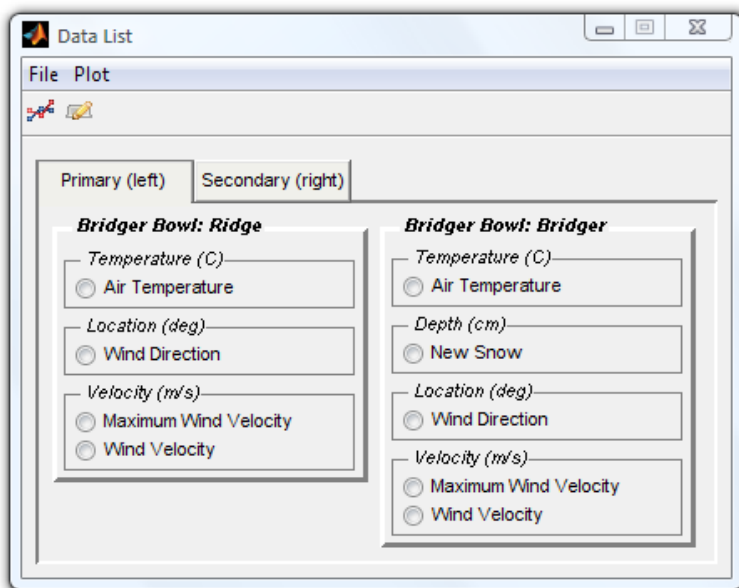 Data List
File Plot
Primary (left) Secondary (right)
Bridger Bowl: Ridge
Temperature (C)
Air Temperature
Location (deg)
Wind Direction
Velocity (m/s)
Maximum Wind Velocity
Wind Velocity
Bridger Bowl: Bridger
Temperature (C)
Air Temperature
Depth (cm)
New Snow
Location (deg)
Wind Direction
Velocity (m/s)
Maximum Wind Velocity
Wind Velocity